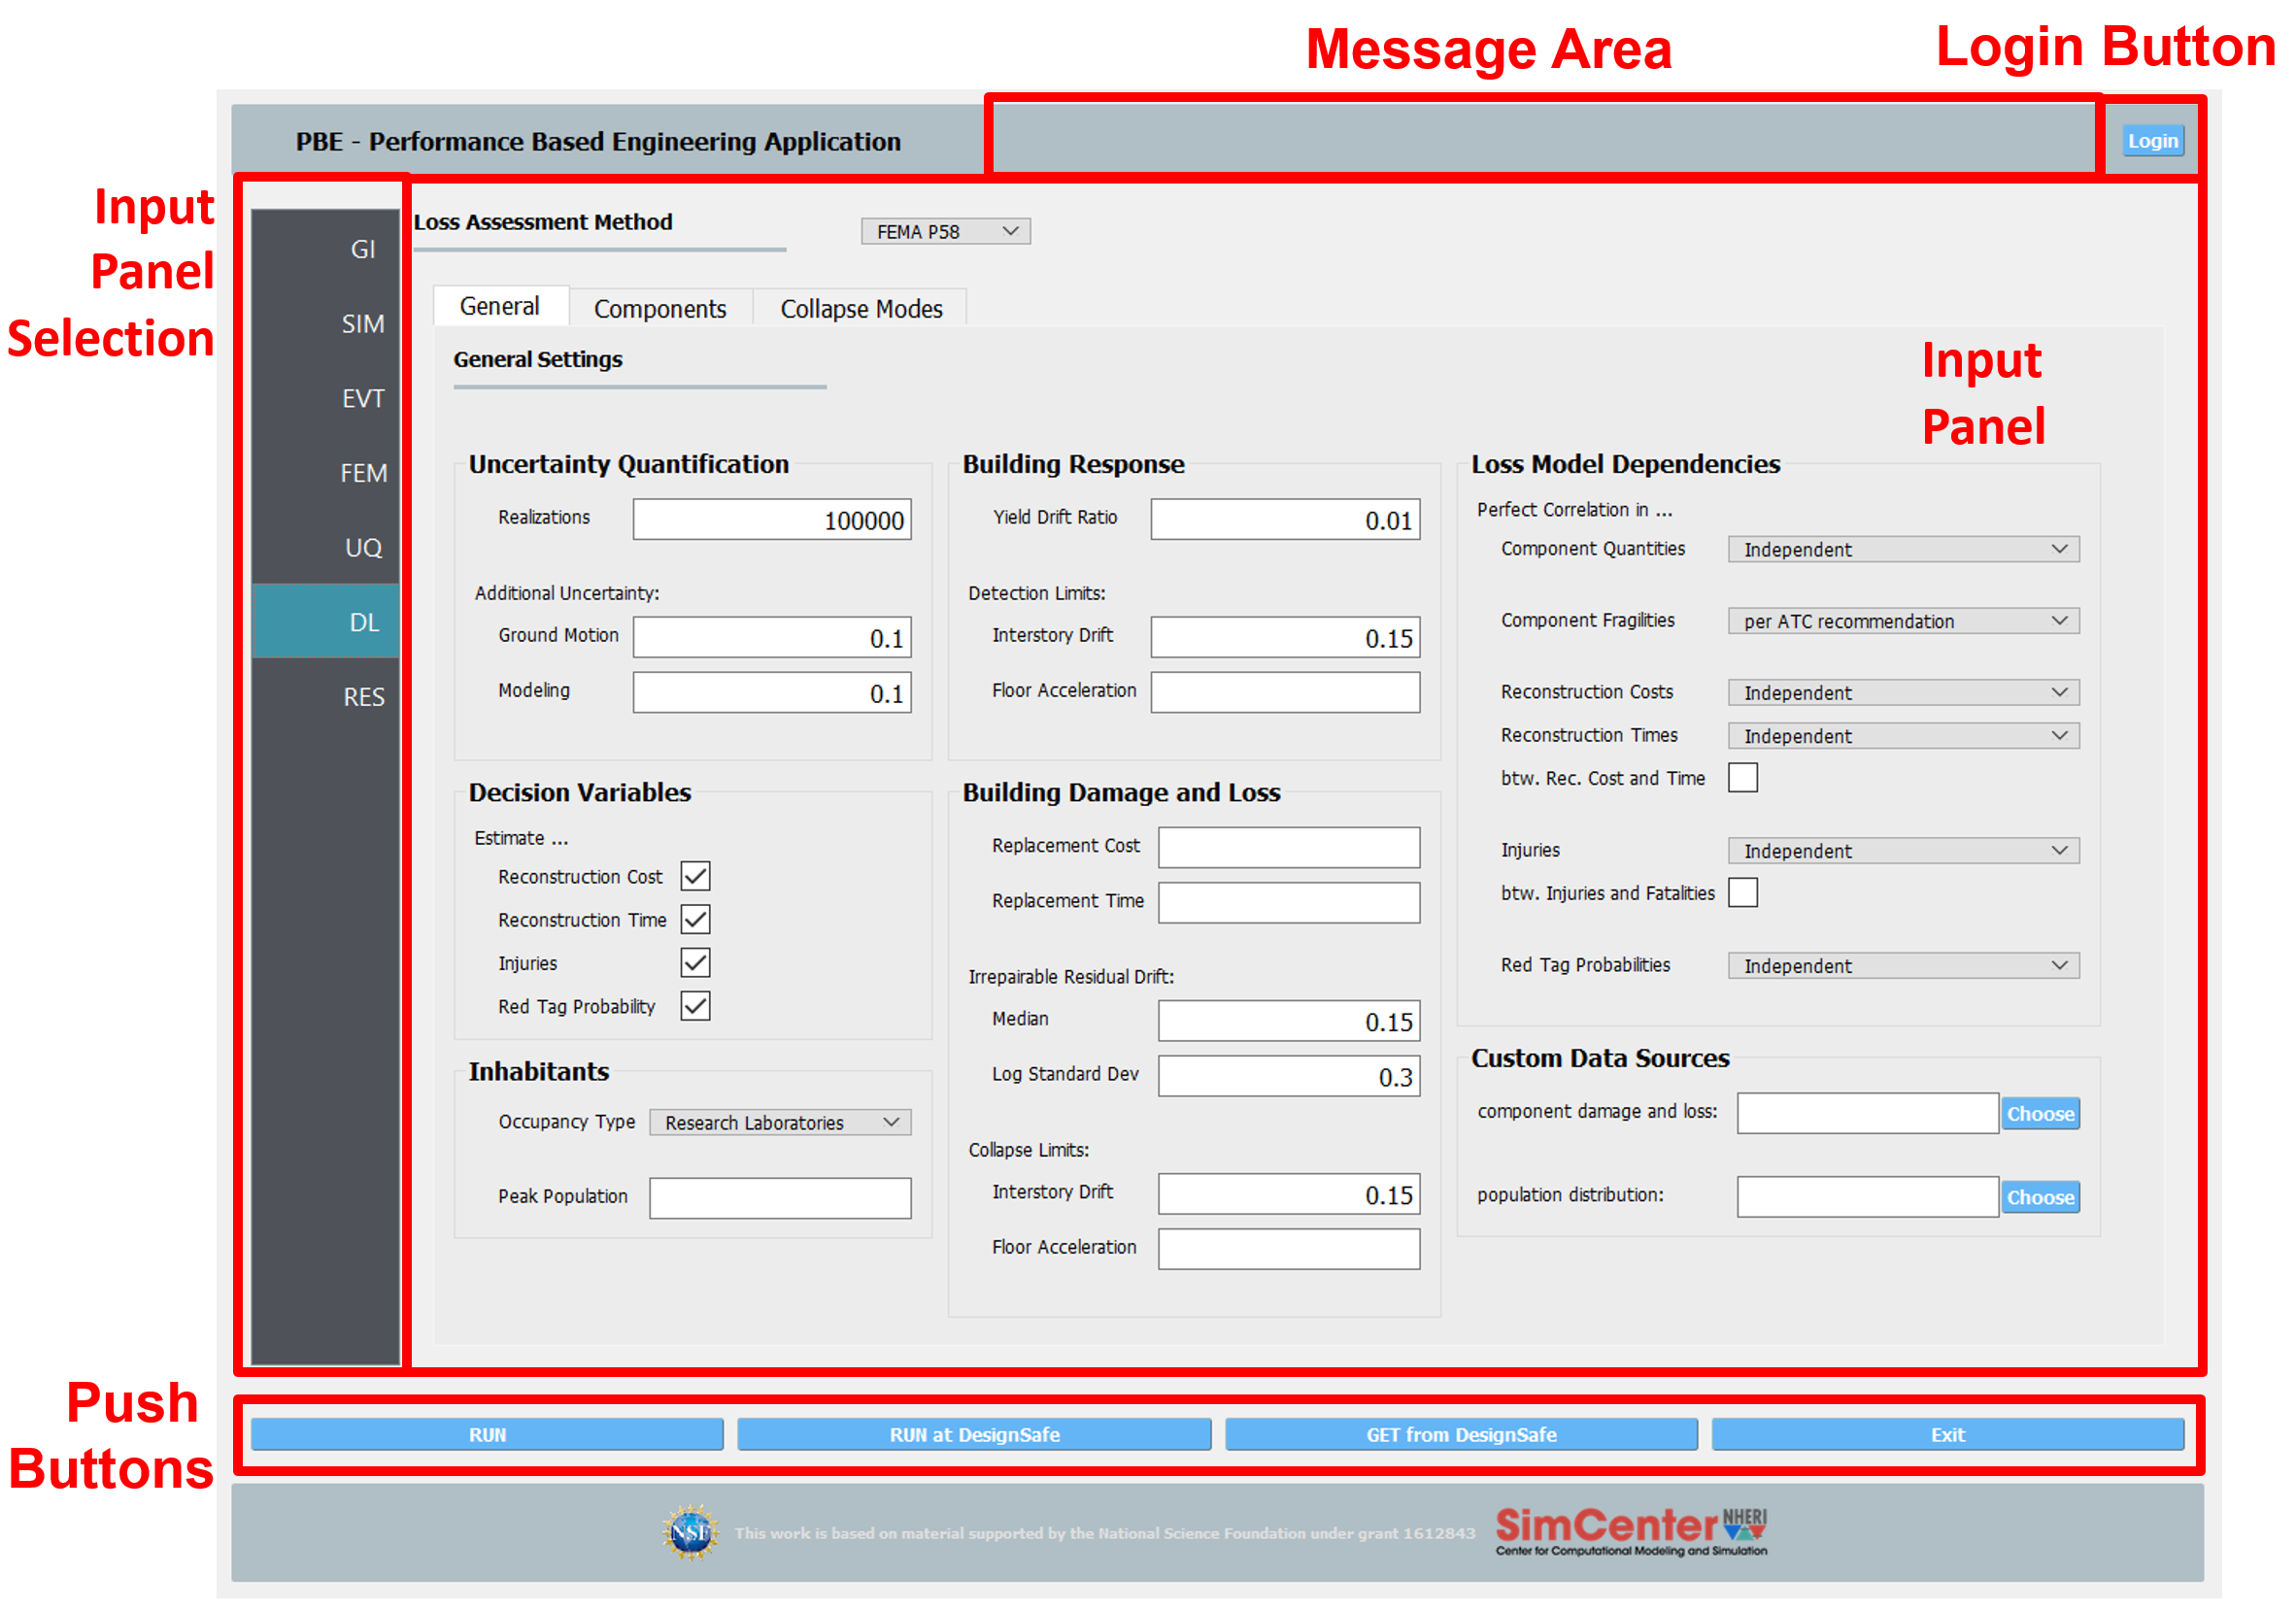 Message Area
Login Button
PBE - Performance Based Engineering Application
Login
Input
Panel
Selection
GI
SIM
EVT
FEM
UQ
DL
RES
Loss Assessment Method
FEMA P58
General
Components
Collapse Modes
General Settings
Input
Panel
Uncertainty Quantification
Realizations
100000
Additional Uncertainty:
Ground Motion
0.1
Modeling
0.1
Decision Variables
Estimate ...
Reconstruction Cost
Reconstruction Time
Injuries
Red Tag Probability
Inhabitants
Occupancy Type
Research Laboratories
Peak Population
Building Response
Yield Drift Ratio
0.01
Detection Limits:
Interstory Drift
0.15
Floor Acceleration
Building Damage and Loss
Replacement Cost
Replacement Time
Irrepairable Residual Drift:
Median
0.15
Log Standard Dev
0.3
Collapse Limits:
Interstory Drift
0.15
Floor Acceleration
Loss Model Dependencies
Perfect Correlation in ...
Component Quantities
Independent
Component Fragilities
per ATC recommendation
Reconstruction Costs
Independent
Reconstruction Times
Independent
btw. Rec. Cost and Time
Injuries
Independent
btw. Injuries and Fatalities
Red Tag Probabilities
Independent
Custom Data Sources
component damage and loss:
Choose
population distribution:
Choose
Push
Buttons
RUN
RUN at DesignSafe
GET from DesignSafe
Exit
NSF
This work is based on material supported by the National Science Foundation under grant 1612843
SimCenter
NHERI
Center for Computational Modeling and Simulation